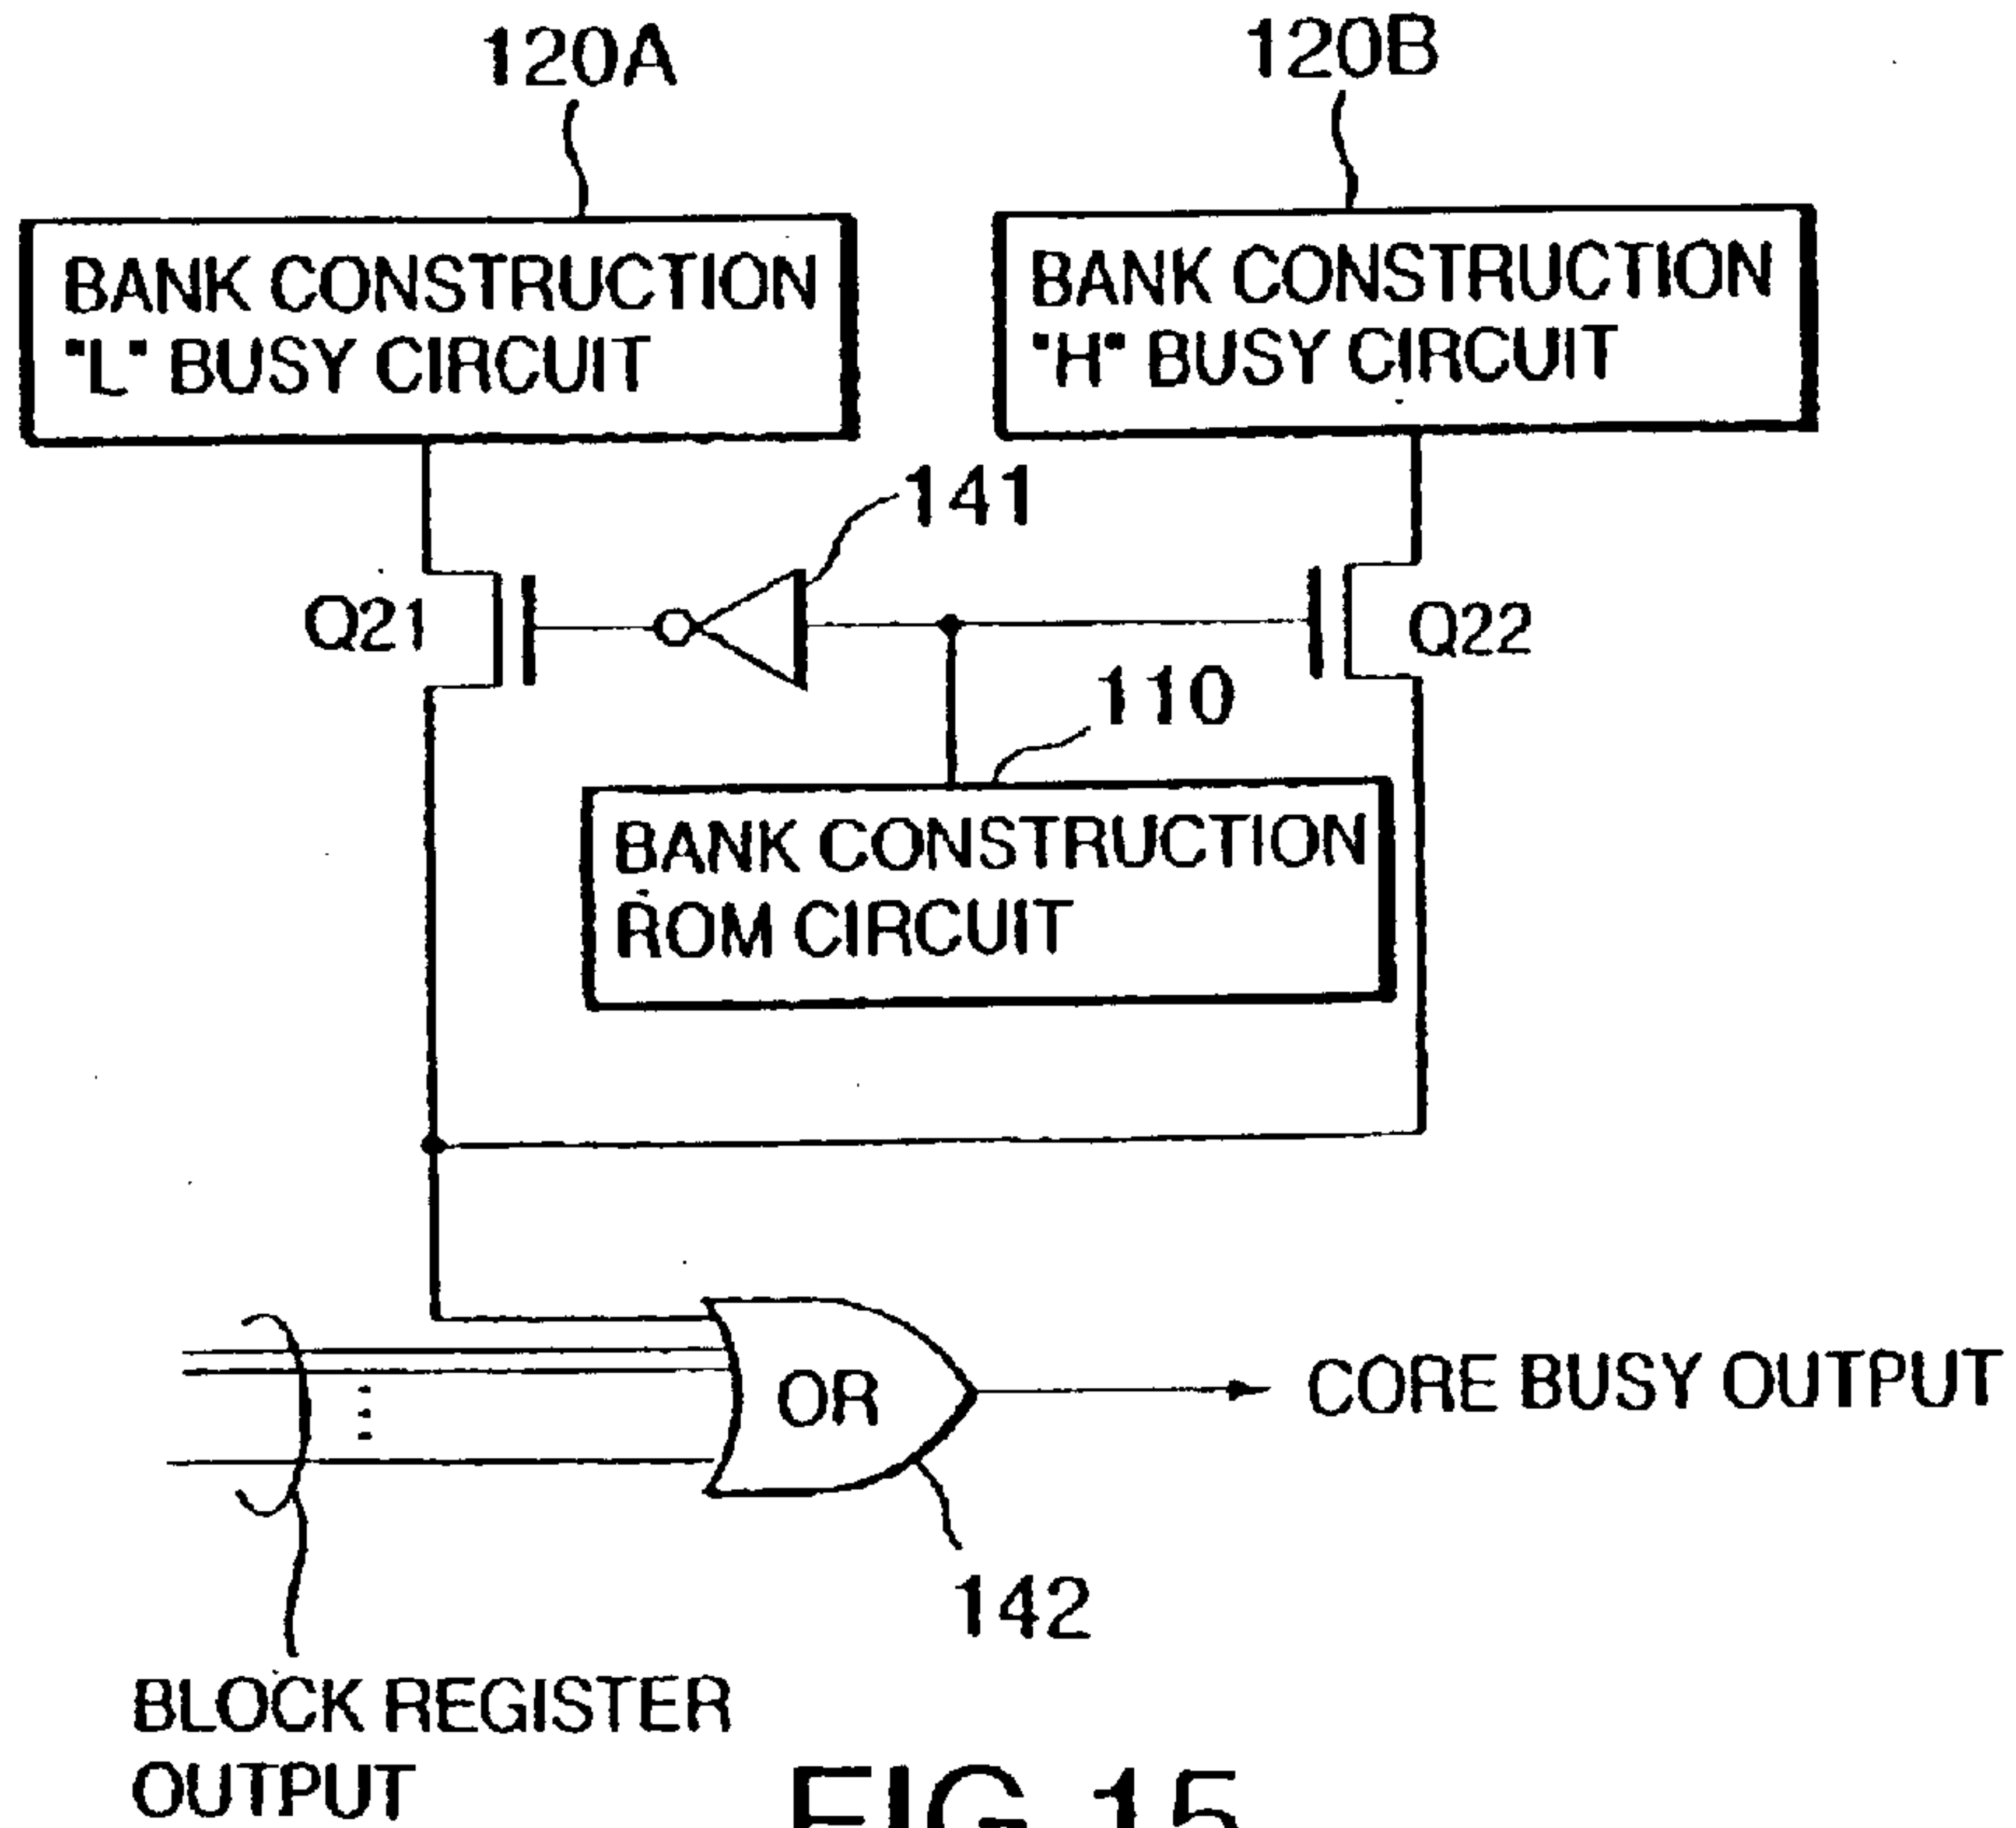 120A
120B
BANK CONSTRUCTION
"L" BUSY CIRCUIT
BANK CONSTRUCTION
"H" BUSY CIRCUIT
141
Q21
Q22
110
BANK CONSTRUCTION
ROM CIRCUIT
OR
CORE BUSY OUTPUT
142
BLOCK REGISTER
OUTPUT
FIG.15